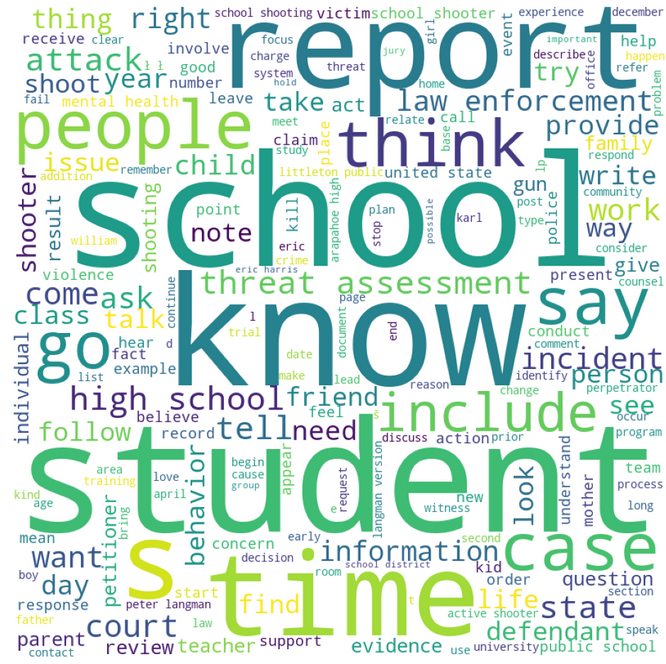 school shooting victim school shooter girl experience december
thing right report
receive clear involve focus charge jury event important describe help happen
attack l l good system threat home office refer problem
shoot year number leave hold
fail mental health take act law enforcement try
people meet relate base call provide
claim place think family
issue remember study respond
addition child littleton public united state lp write
shooter result shooting point kill arapahoe high plan stop possible karl gun post type police community work
note eric consider way
william school crime
violence eric harris present give
come ask continue threat assessment say counsel
class talk know page conduct
go l document end comment
d trial incident
individual hear fact date identify person
list example make lead reason perpetrator
high school friend change
believe feel $ include see
follow record tell need discuss action prior occur program
student
area love begin appear request langman version understand mother team
kind training cause new process
age april group e witness look long
mean behavior concern early second case
want petitioner bring s decision information kid
boy room school district order question
day start time section
response peter langman find t active shooter life state
father court law defendant speak
parent review teacher support evidence use university public school
contact